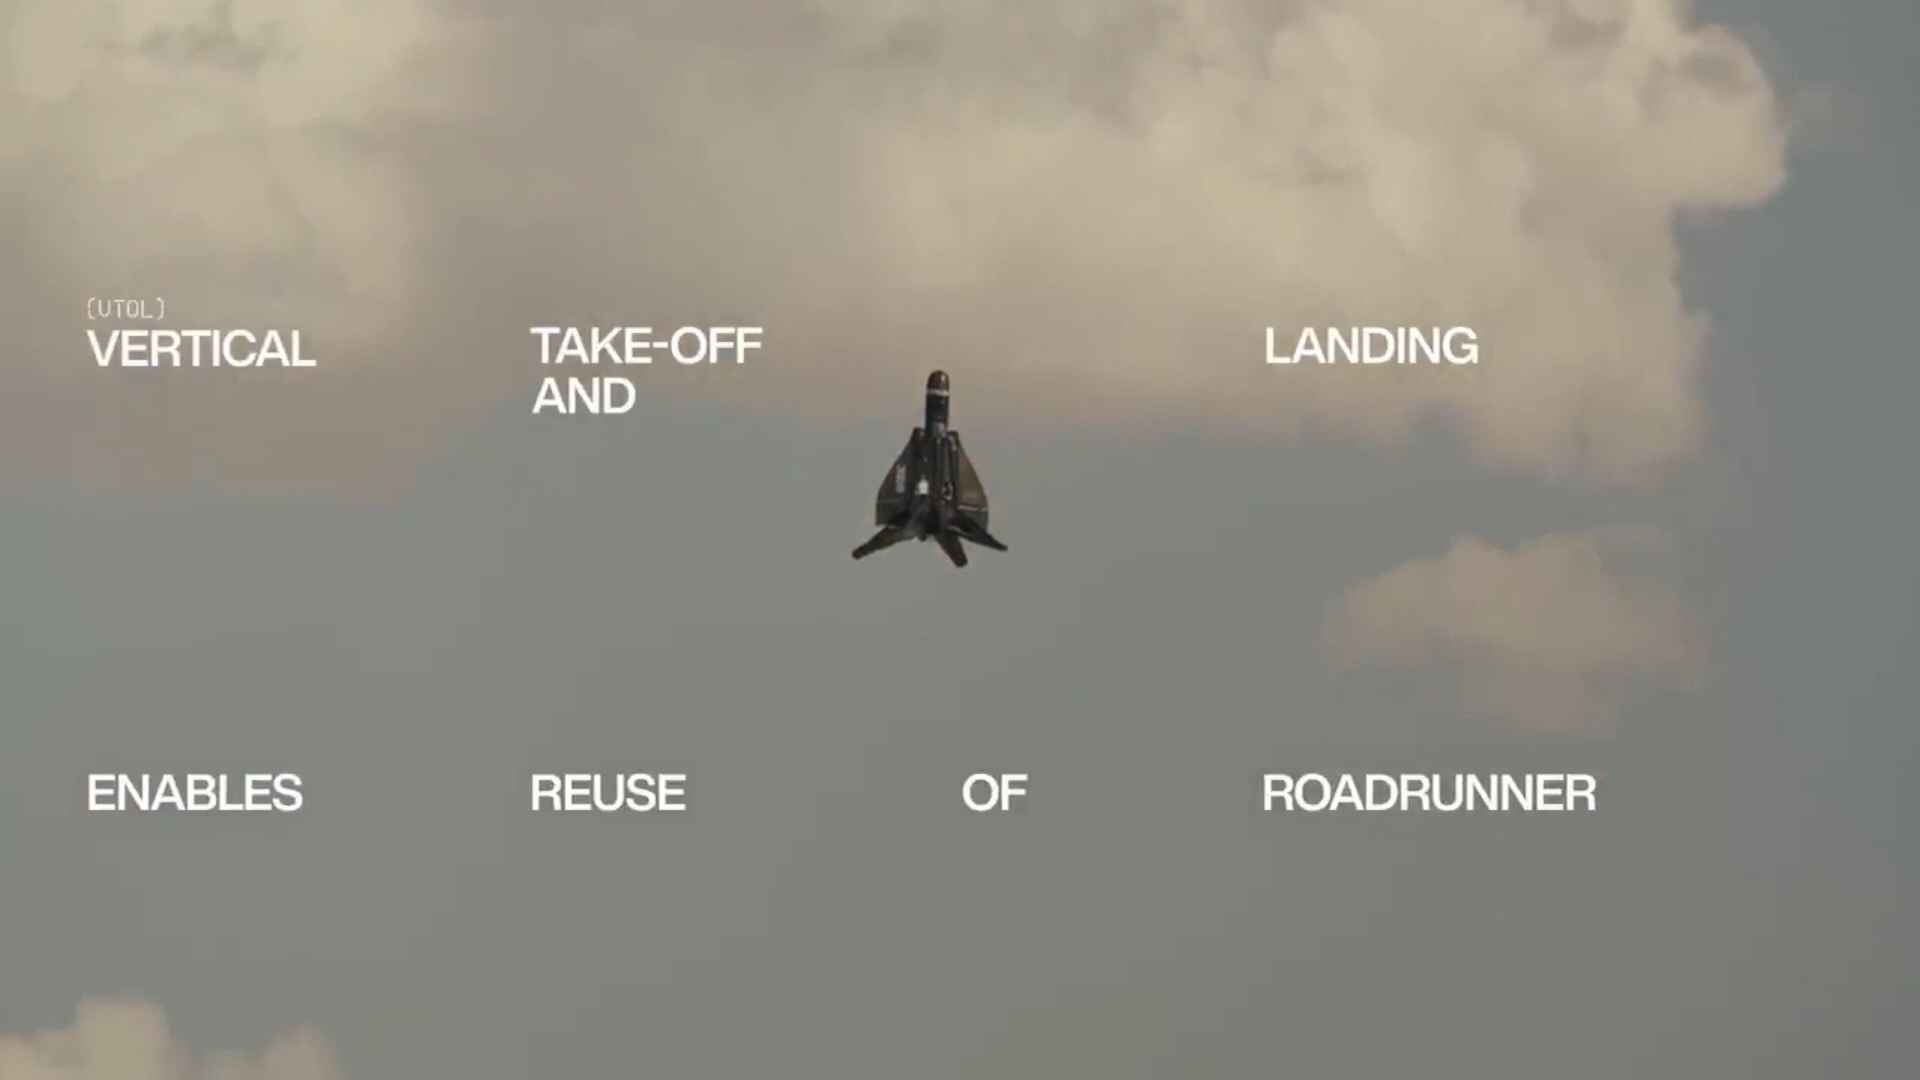 [VTOL]
VERTICAL TAKE-OFF AND LANDING
ENABLES REUSE OF ROADRUNNER